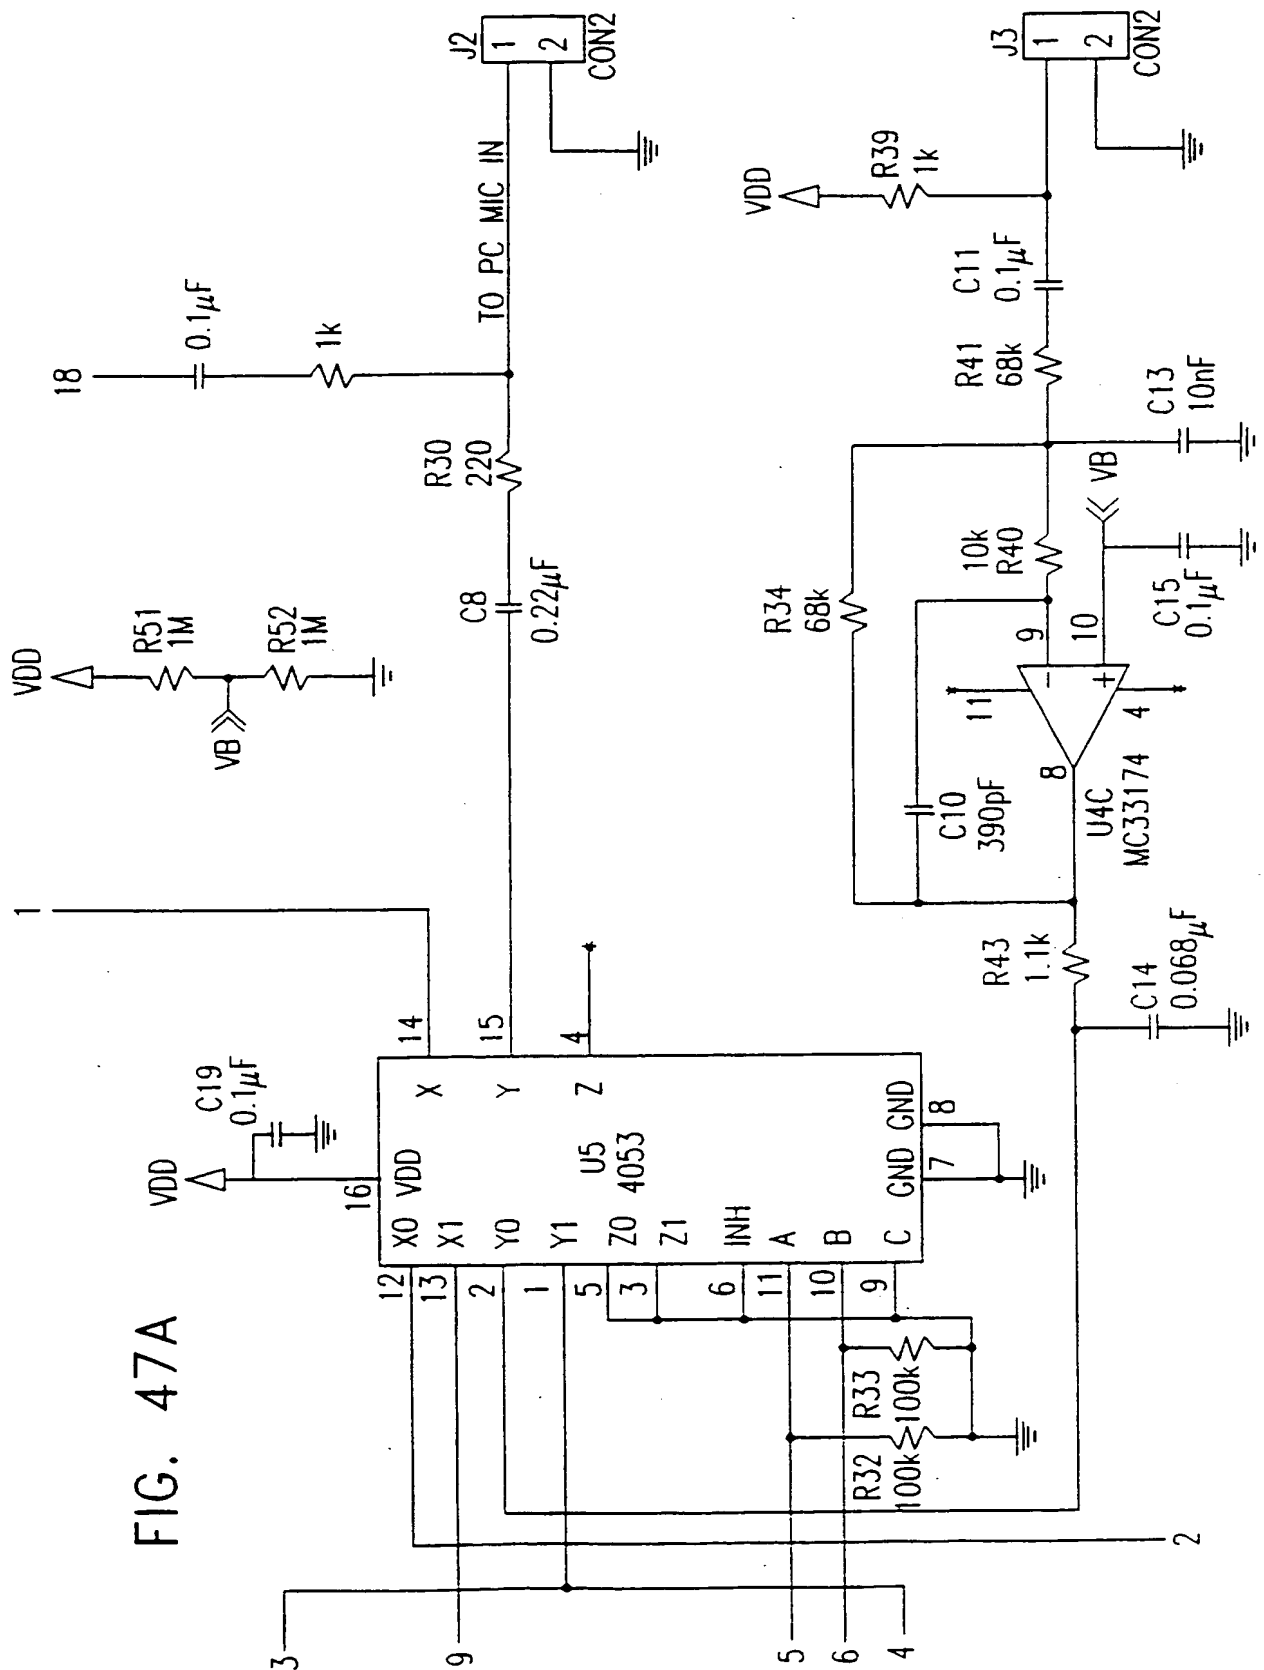 FIG. 47A
3
9
5
6
4
2
12
13
2
1
5
3
6
11
10
9
X0
X1
Y0
Y1
Z0
Z1
INH
A
B
C
R32
100k
R33
100k
VDD
16
VDD
C19
0.1µF
U5
4053
GND
GND
7
8
X
Y
Z
14
15
4
1
VDD
R51
1M
R52
1M
VB
C8
0.22µF
R30
220
18
0.1µF
1k
TO PC MIC IN
J2
1
2
CON2
R43
1.1k
C14
0.068µF
C10
390pF
R34
68k
8
U4C
MC33174
11
4
9
10
−
+
10k
R40
C15
0.1µF
VB
C13
10nF
R41
68k
C11
0.1µF
VDD
R39
1k
J3
1
2
CON2